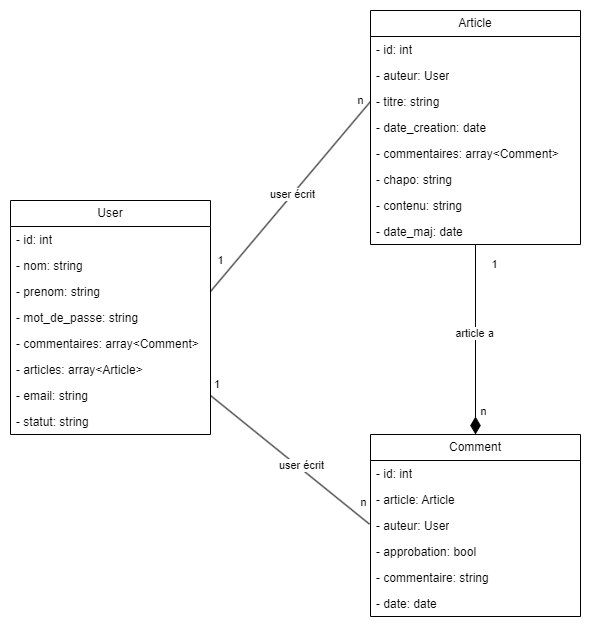 Article
- id: int
- auteur: User
- titre: string
- date_creation: date
- commentaires: array<Comment>
- chapo: string
- contenu: string
- date_maj: date
n
user écrit
1
User
- id: int
- nom: string
- prenom: string
- mot_de_passe: string
- commentaires: array<Comment>
- articles: array<Article>
- email: string
- statut: string
1
article a
n
1
user écrit
n
Comment
- id: int
- article: Article
- auteur: User
- approbation: bool
- commentaire: string
- date: date